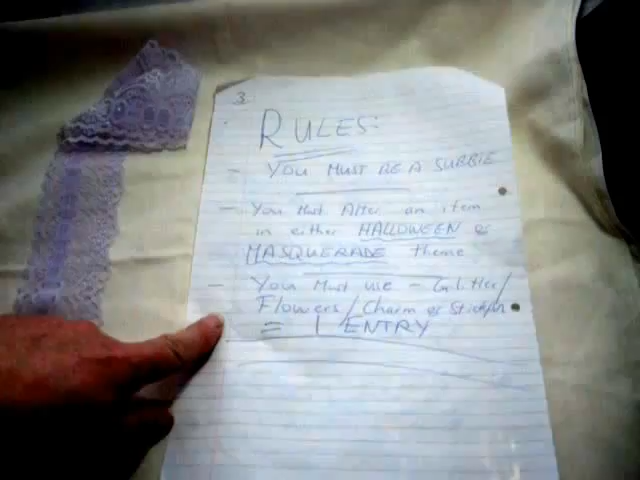 3
RULES:
- YOU MUST BE A SUBBIE
- You Must Alter an item
in either HALLOWEEN or
MASQUERADE theme
- You Must use - Glitter/
Flowers/Charm or Sticker
= 1 ENTRY